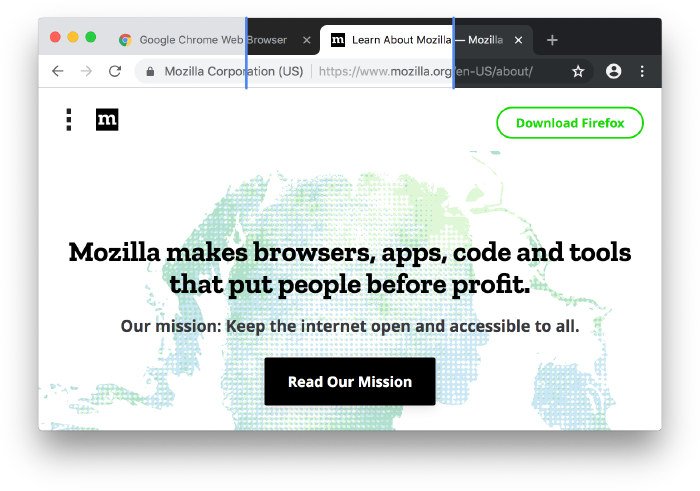 Google Chrome Web Browser
Learn About Mozilla — Mozilla
Mozilla Corporation (US) https://www.mozilla.org/en-US/about/
m
Download Firefox
Mozilla makes browsers, apps, code and tools
that put people before profit.
Our mission: Keep the internet open and accessible to all.
Read Our Mission